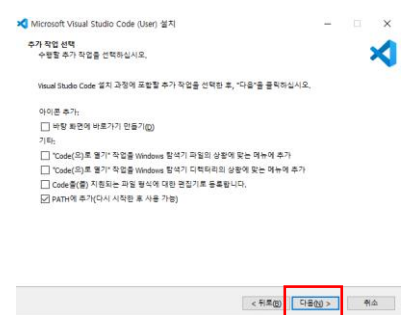 Microsoft Visual Studio Code (User) 설치
추가 작업 선택
수행할 추가 작업을 선택하십시오.
Visual Studio Code 설치 과정에 포함할 추가 작업을 선택한 후, "다음"을 클릭하십시오.
아이콘 추가:
바탕 화면에 바로가기 만들기(D)
기타:
"Code(으)로 열기" 작업을 Windows 탐색기 파일의 상황에 맞는 메뉴에 추가
"Code(으)로 열기" 작업을 Windows 탐색기 디렉터리의 상황에 맞는 메뉴에 추가
Code을(를) 지원되는 파일 형식에 대한 편집기로 등록합니다.
PATH에 추가(다시 시작한 후 사용 가능)
< 뒤로(B) 다음(N) > 취소